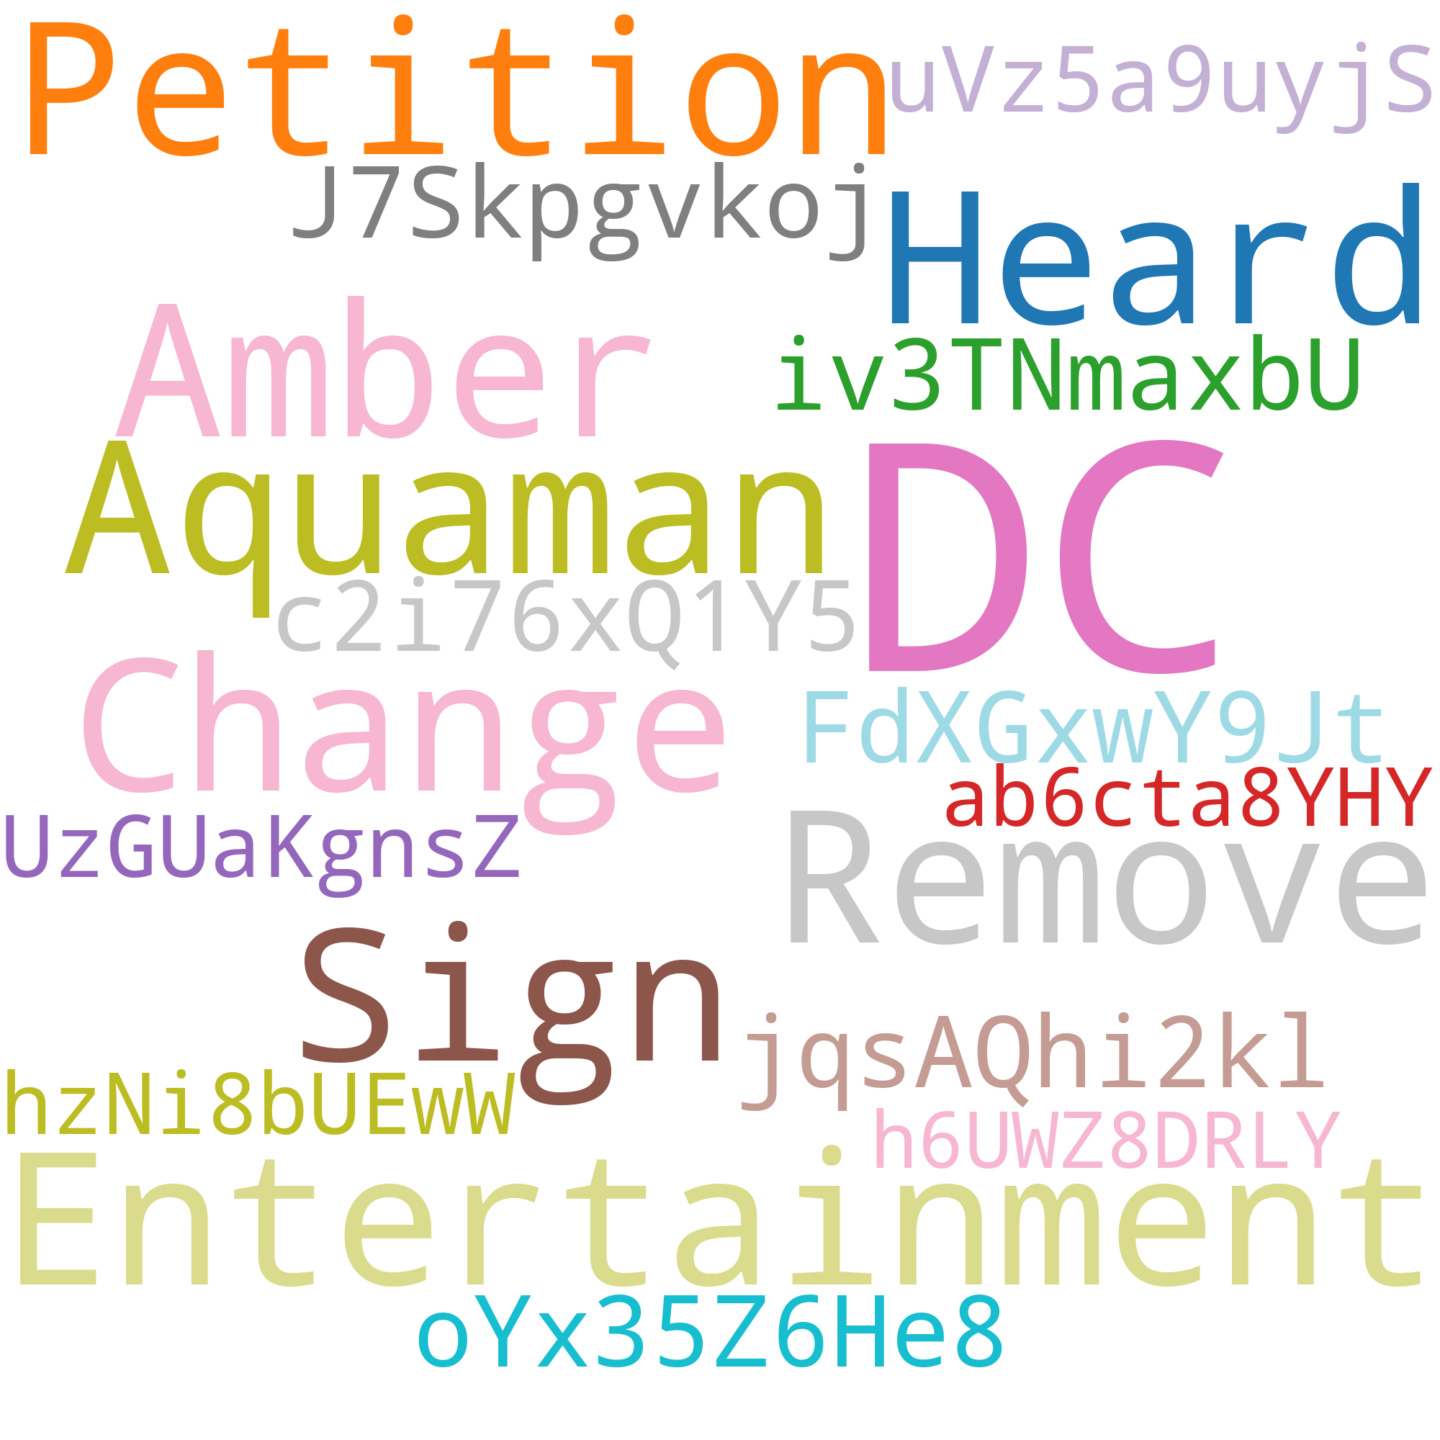 Petition
uVz5a9uyjS
J7Skpgvkoj
Heard
Amber
iv3TNmaxbU
Aquaman
DC
c2i76xQ1Y5
Change
FdXGxwY9Jt
ab6cta8YHY
UzGUaKgnsZ
Remove
Sign
jqsAQhi2kl
hzNi8bUEwW
h6UWZ8DRLY
Entertainment
oYx35Z6He8